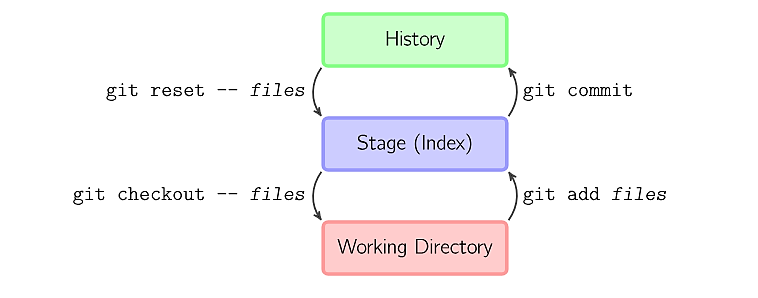 History
git reset -- files
git commit
Stage (Index)
git checkout -- files
git add files
Working Directory